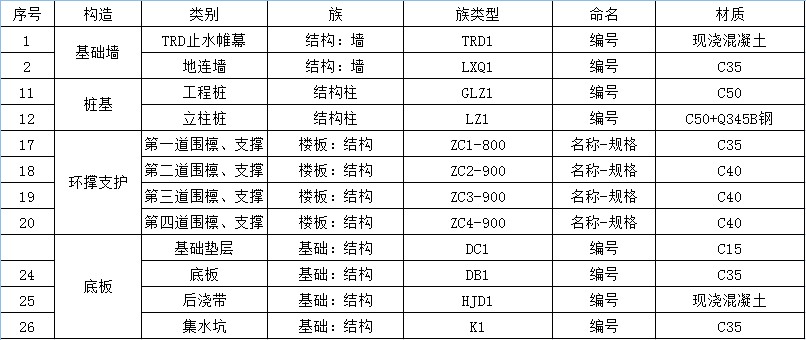 序号 构造 类别 族 族类型 命名 材质
1 基础墙 TRD止水帷幕 结构：墙 TRD1 编号 现浇混凝土
2 地连墙 结构：墙 LXQ1 编号 C35
11 桩基 工程桩 结构柱 GLZ1 编号 C50
12 立柱桩 结构柱 LZ1 编号 C50+Q345B钢
17 环撑支护 第一道围檩、支撑 楼板：结构 ZC1-800 名称-规格 C35
18 第二道围檩、支撑 楼板：结构 ZC2-900 名称-规格 C40
19 第三道围檩、支撑 楼板：结构 ZC3-900 名称-规格 C40
20 第四道围檩、支撑 楼板：结构 ZC4-900 名称-规格 C40
底板 基础垫层 基础：结构 DC1 编号 C15
24 底板 基础：结构 DB1 编号 C35
25 后浇带 基础：结构 HJD1 编号 现浇混凝土
26 集水坑 基础：结构 K1 编号 C35